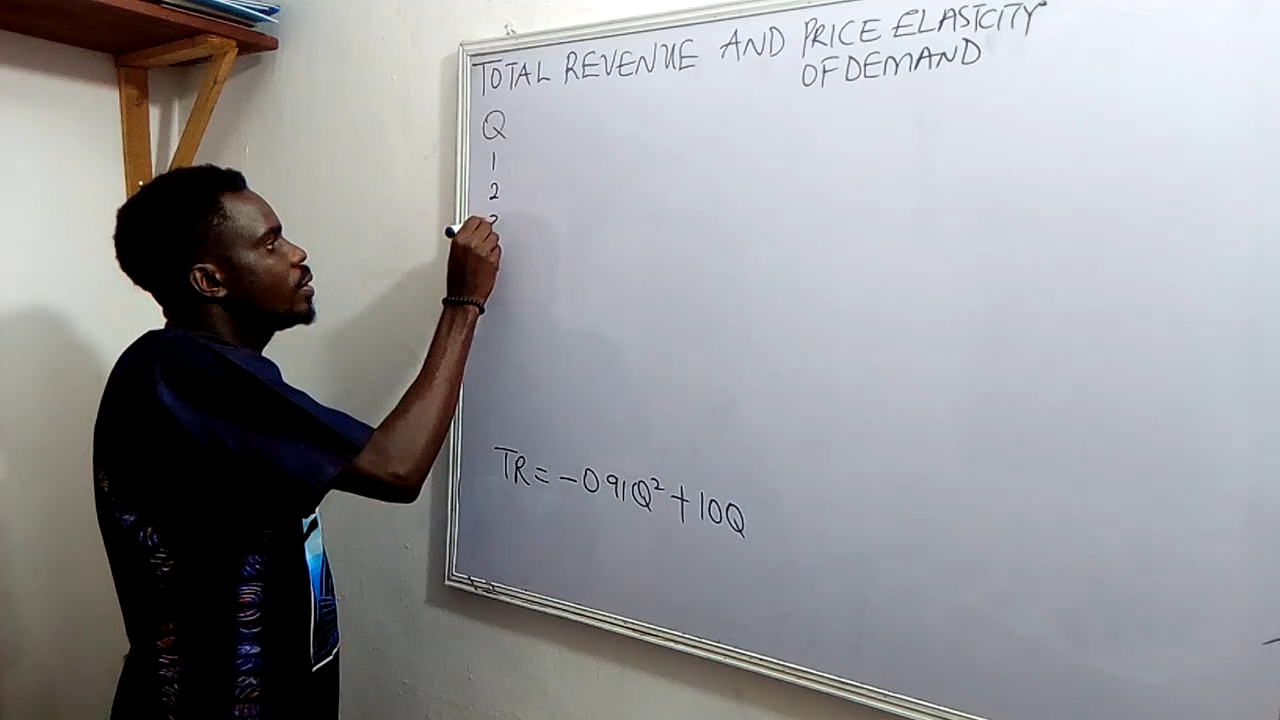 TOTAL REVENUE AND PRICE ELASTCITY
OF DEMAND
Q
1
2
TR = -0.91Q² + 10Q